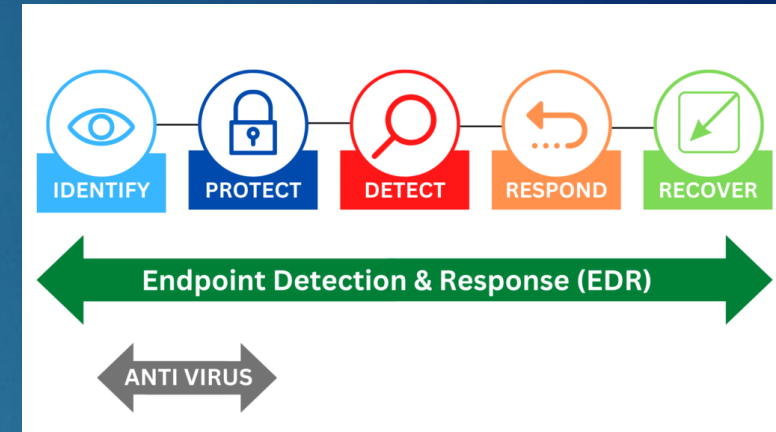 IDENTIFY PROTECT DETECT RESPOND RECOVER
Endpoint Detection & Response (EDR)
ANTI VIRUS